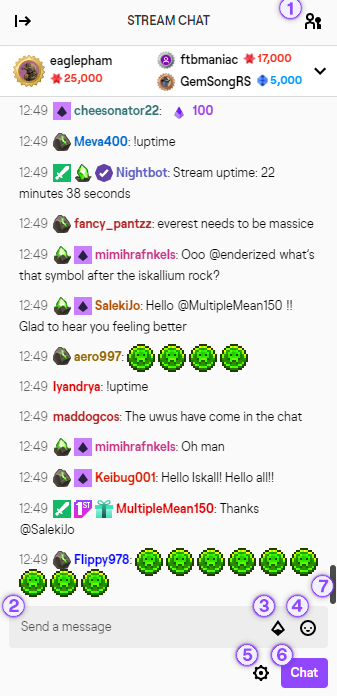 1
STREAM CHAT
eaglepham
25,000
ftbmaniac 17,000
GemSongRS 5,000
12:49 cheesonator22: 100
12:49 Meva400: !uptime
12:49 Nightbot: Stream uptime: 22
minutes 38 seconds
12:49 fancy_pantzz: everest needs to be massice
12:49 mimihrafnkels: Ooo @enderized what's
that symbol after the iskallium rock?
12:49 SalekiJo: Hello @MultipleMean150 !!
Glad to hear you feeling better
12:49 aero997:
12:49 lyandrya: !uptime
12:49 maddogcos: The uwus have come in the chat
12:49 mimihrafnkels: Oh man
12:49 Keibug001: Hello Iskall! Hello all!!
12:49 1ST MultipleMean150: Thanks
@SalekiJo
12:49 Flippy978:
7
2 3 4
Send a message
5 6
Chat